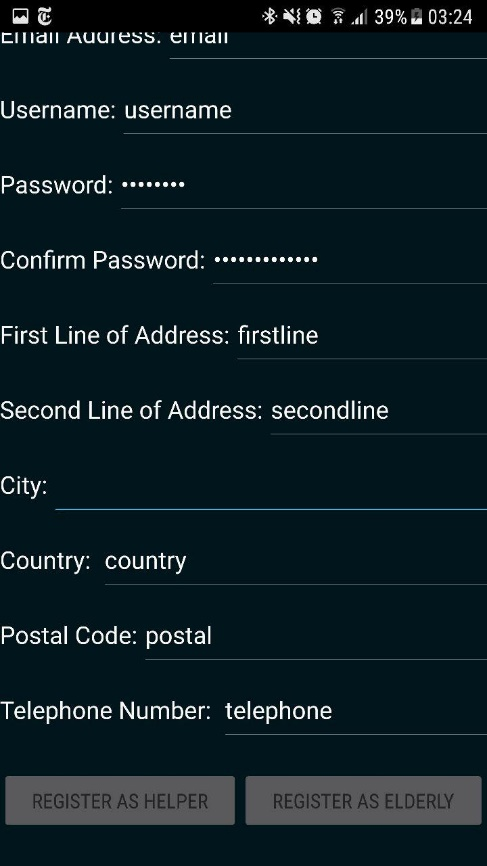 39% 03:24
Email Address: email
Username: username
Password: ••••••••
Confirm Password: •••••••••••••
First Line of Address: firstline
Second Line of Address: secondline
City:
Country: country
Postal Code: postal
Telephone Number: telephone
REGISTER AS HELPER REGISTER AS ELDERLY